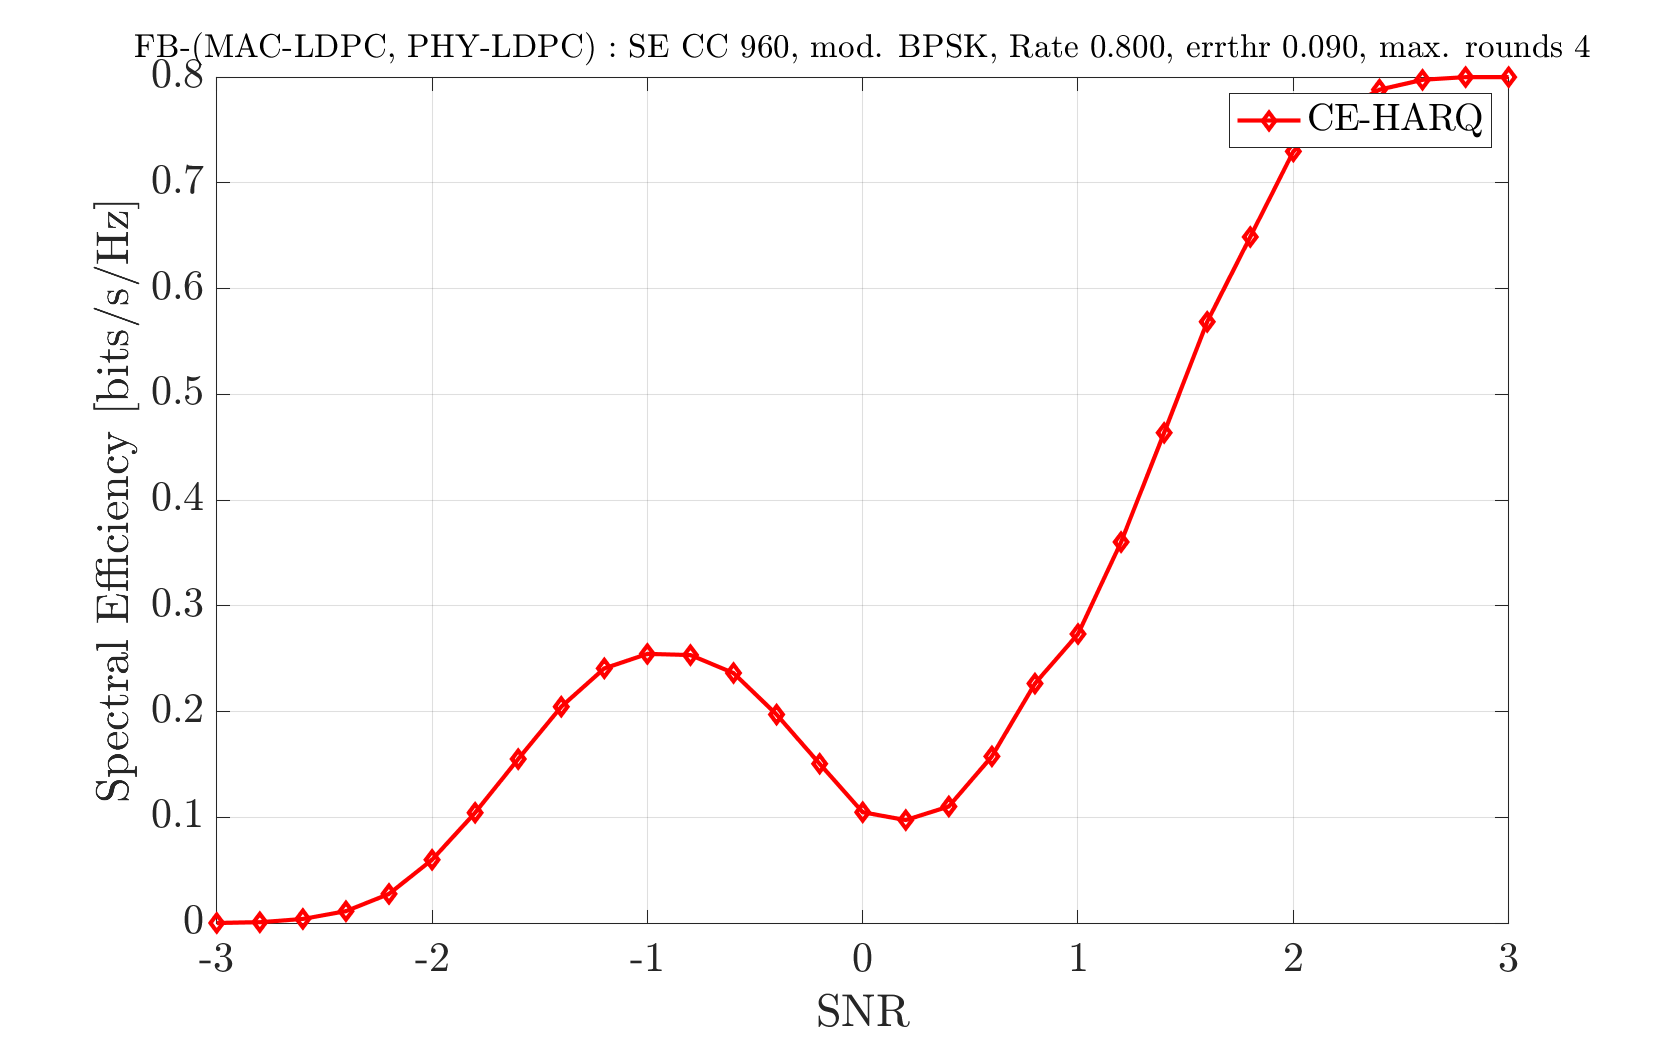 FB-(MAC-LDPC, PHY-LDPC) : SE CC 960, mod. BPSK, Rate 0.800, errthr 0.090, max. rounds 4
CE-HARQ
Spectral Efficiency [bits/s/Hz]
0.8
0.7
0.6
0.5
0.4
0.3
0.2
0.1
0
-3 -2 -1 0 1 2 3
SNR